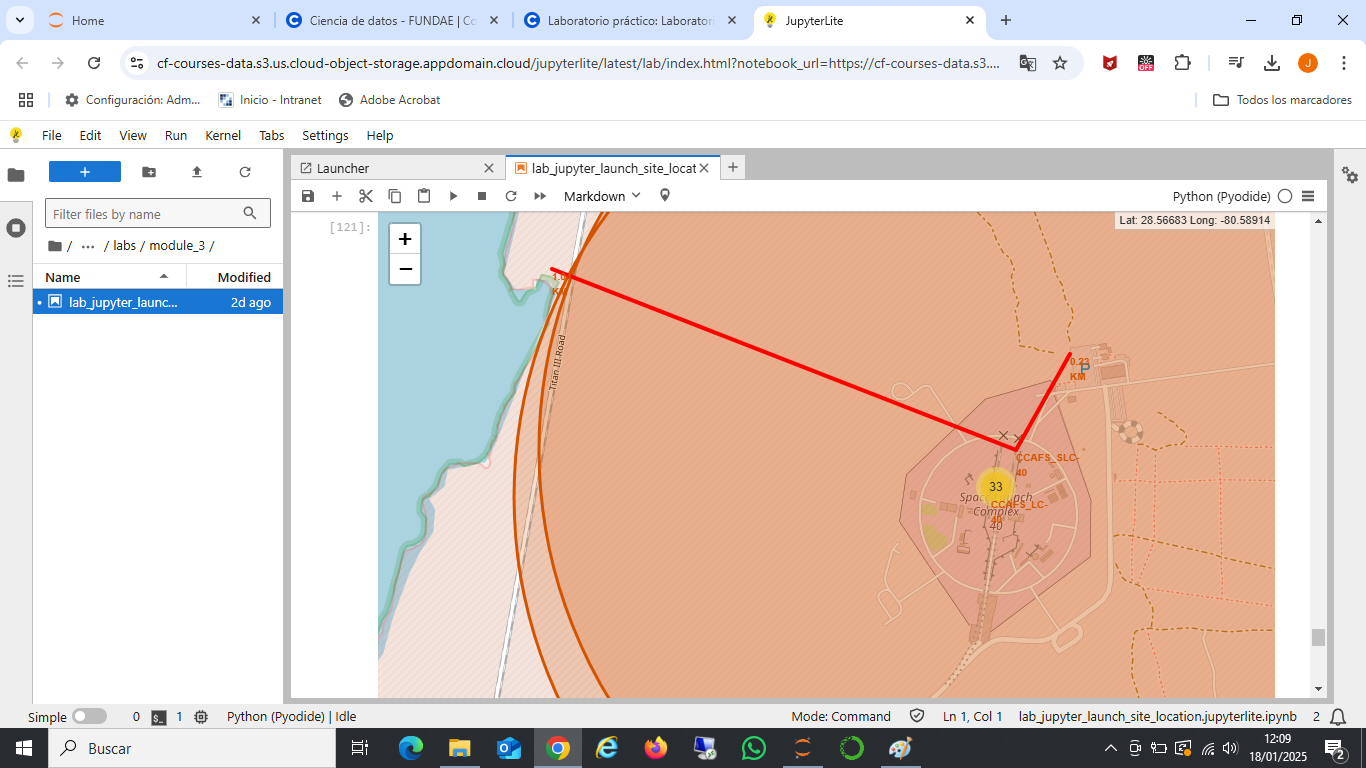 Home
Ciencia de datos - FUNDAE | Co
Laboratorio práctico: Laboratori
JupyterLite
cf-courses-data.s3.us.cloud-object-storage.appdomain.cloud/jupyterlite/latest/lab/index.html?notebook_url=https://cf-courses-data.s3....
OFF
J
Configuración: Adm...
Inicio - Intranet
Adobe Acrobat
Todos los marcadores
File Edit View Run Kernel Tabs Settings Help
+
Launcher
lab_jupyter_launch_site_locat
Filter files by name
Markdown
Python (Pyodide)
/ ... / labs / module_3 /
Name
Modified
lab_jupyter_launc...
2d ago
[121]:
Lat: 28.56683 Long: -80.58914
+
−
KM
Titan III Road
0.23
KM
P
CCAFS_SLC-
40
33
Space Launch
Complex
40
CCAFS_LC-
40
Simple
0
$_
1
Python (Pyodide) | Idle
Mode: Command
Ln 1, Col 1
lab_jupyter_launch_site_location.jupyterlite.ipynb
2
Buscar
12:09
18/01/2025
2